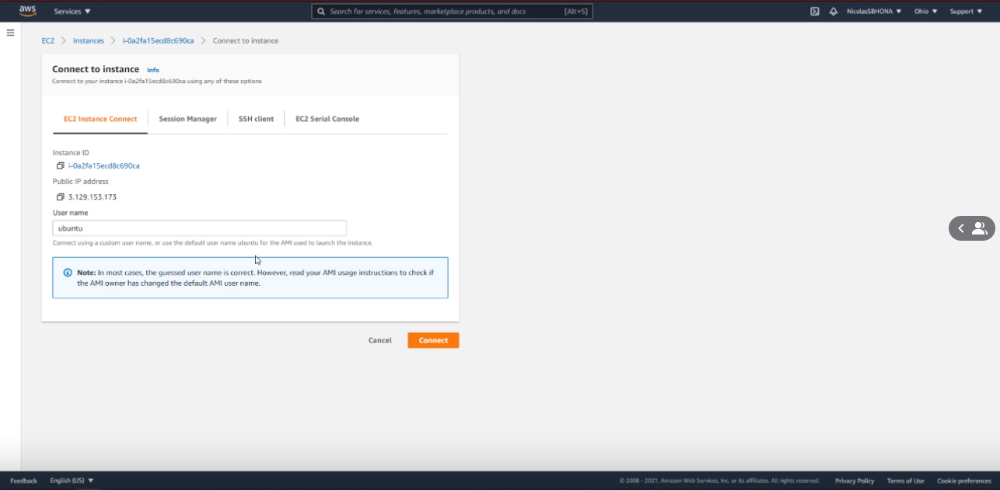 aws
Services ▼
Search for services, features, marketplace products, and docs [Alt+S]
NicolasSBHONA ▼ Ohio ▼ Support ▼
EC2 > Instances > i-0a2fa15ecd8c690ca > Connect to instance
Connect to instance Info
Connect to your instance i-0a2fa15ecd8c690ca using any of these options
EC2 Instance Connect Session Manager SSH client EC2 Serial Console
Instance ID
i-0a2fa15ecd8c690ca
Public IP address
3.129.153.173
User name
ubuntu
Connect using a custom user name, or use the default user name ubuntu for the AMI used to launch the instance.
Note: In most cases, the guessed user name is correct. However, read your AMI usage instructions to check if
the AMI owner has changed the default AMI user name.
Cancel Connect
Feedback English (US) ▼ © 2008 - 2021, Amazon Web Services, Inc. or its affiliates. All rights reserved. Privacy Policy Terms of Use Cookie preferences